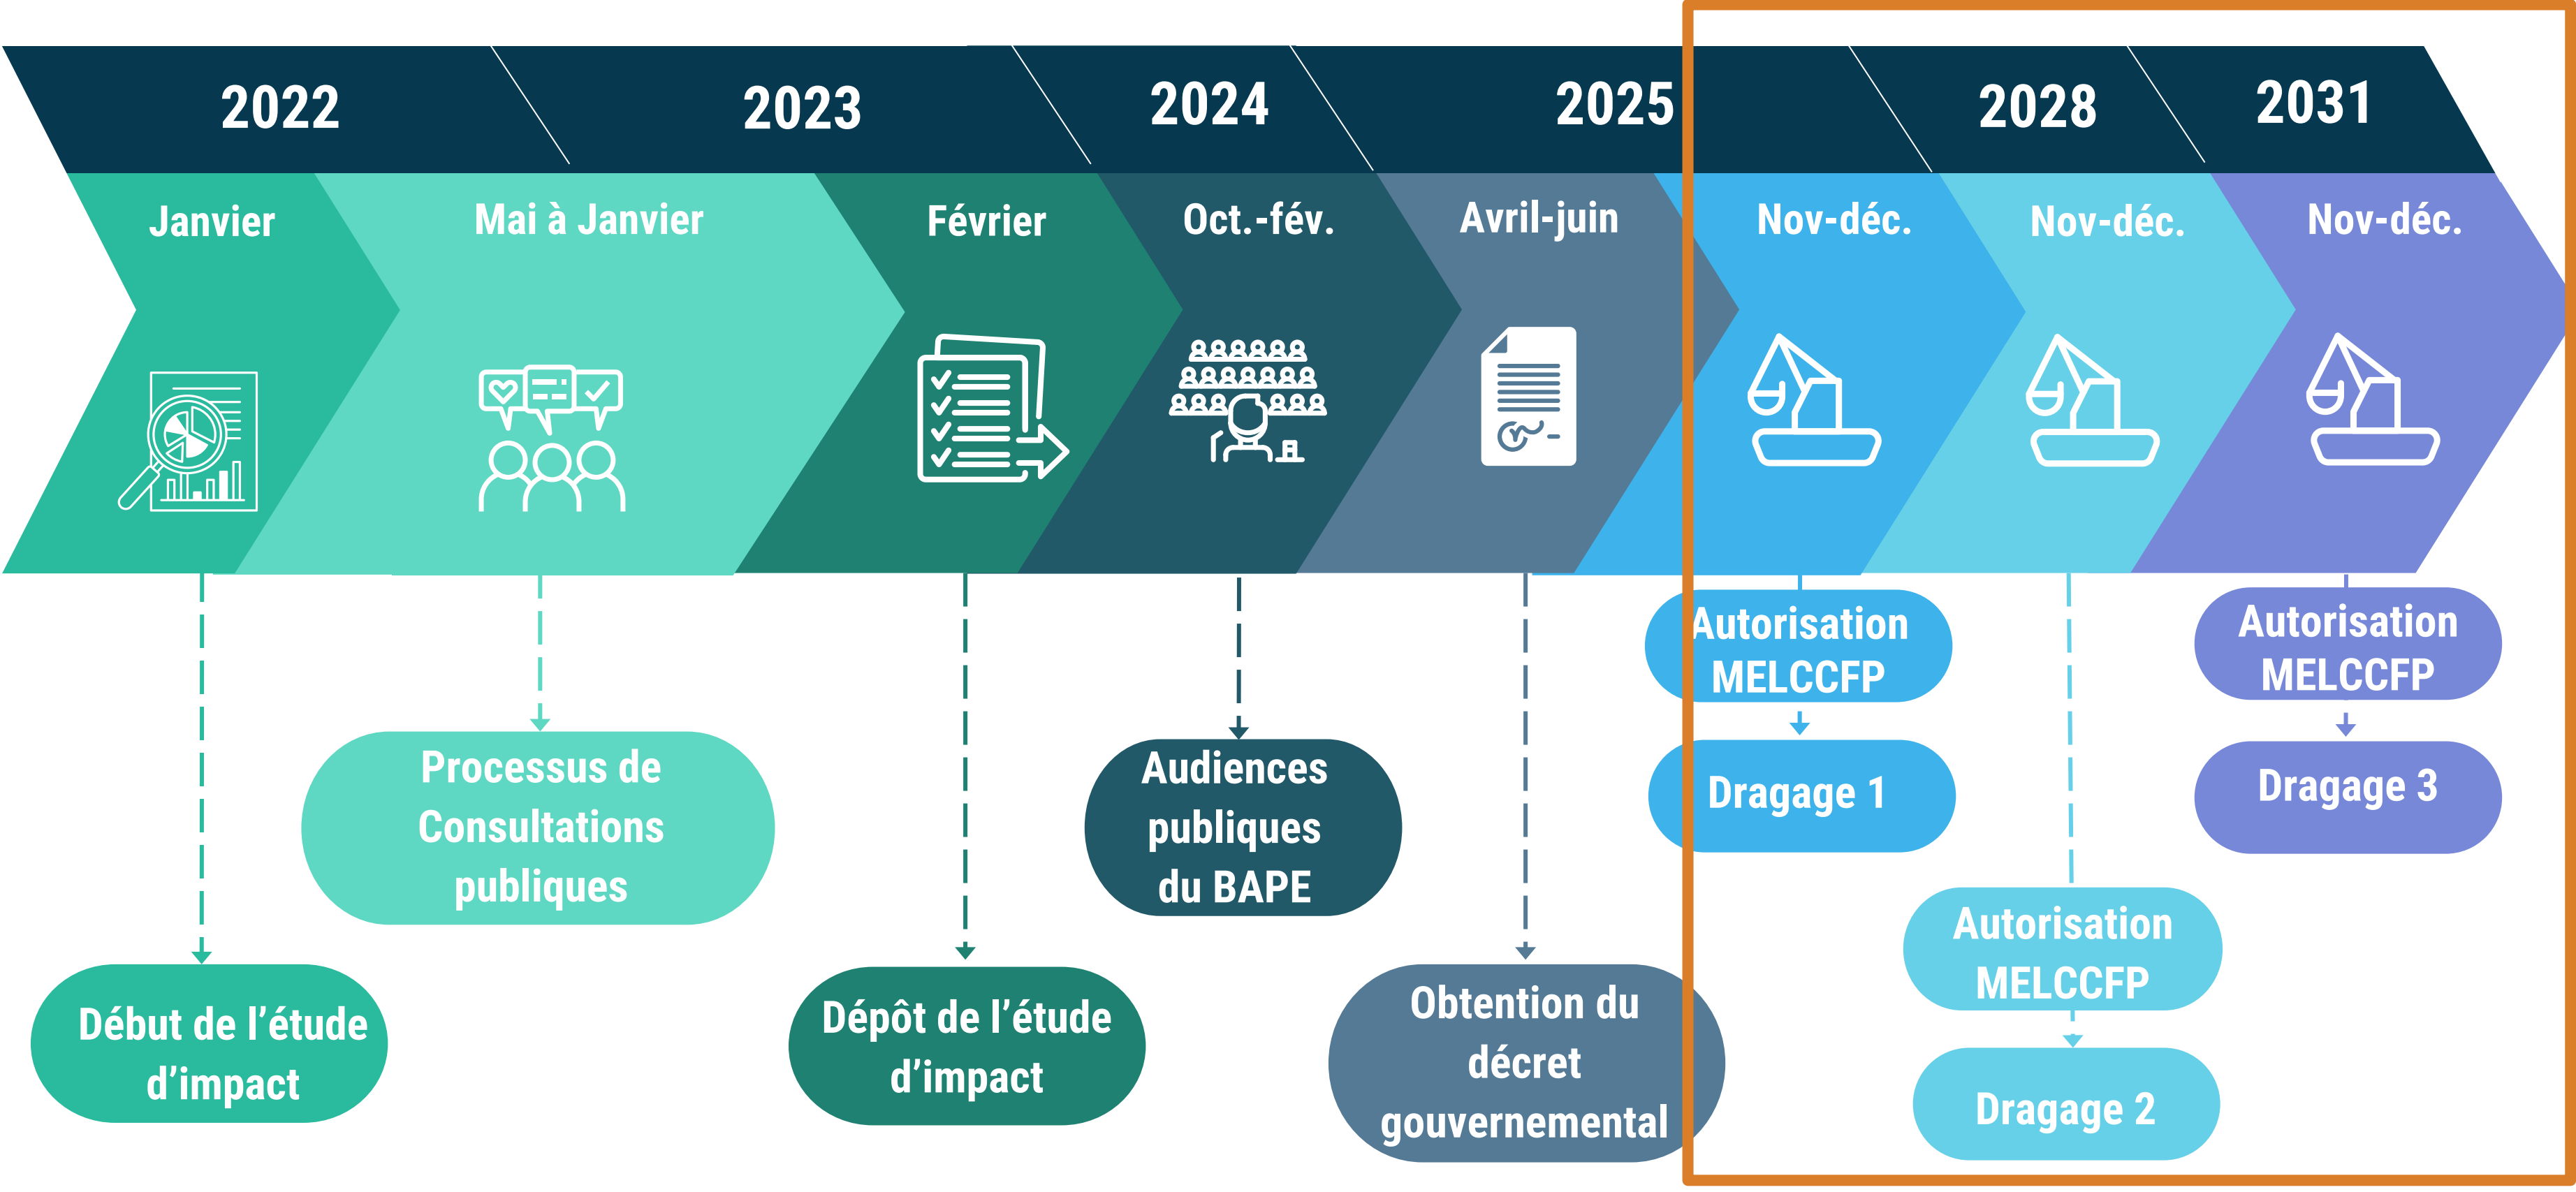 2022
2023
2024
2025
2028
2031
Janvier
Mai à Janvier
Février
Oct.-fév.
Avril-juin
Nov-déc.
Nov-déc.
Nov-déc.
Début de l’étude
d’impact
Processus de
Consultations
publiques
Dépôt de l’étude
d’impact
Audiences
publiques
du BAPE
Obtention du
décret
gouvernemental
Autorisation
MELCCFP
Dragage 1
Autorisation
MELCCFP
Dragage 2
Autorisation
MELCCFP
Dragage 3